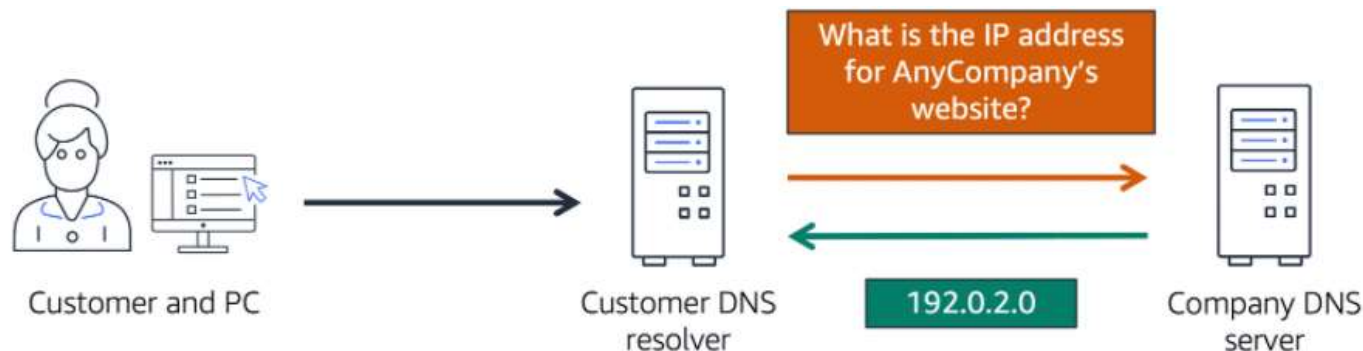 What is the IP address
for AnyCompany's
website?
Customer and PC
Customer DNS
resolver
192.0.2.0
Company DNS
server